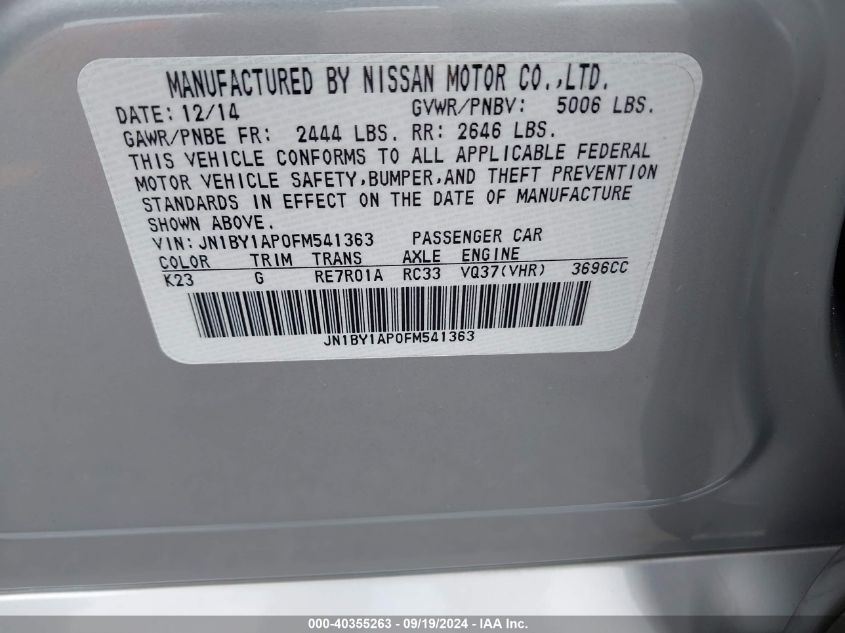 MANUFACTURED BY NISSAN MOTOR CO.,LTD.
DATE: 12/14 GVWR/PNBV: 5006 LBS.
GAWR/PNBE FR: 2444 LBS. RR: 2646 LBS.
THIS VEHICLE CONFORMS TO ALL APPLICABLE FEDERAL
MOTOR VEHICLE SAFETY,BUMPER,AND THEFT PREVENTION
STANDARDS IN EFFECT ON THE DATE OF MANUFACTURE
SHOWN ABOVE.
VIN: JN1BY1AP0FM541363 PASSENGER CAR
COLOR TRIM TRANS AXLE ENGINE
K23 G RE7R01A RC33 VQ37(VHR) 3696CC
JN1BY1AP0FM541363
000-40355263 - 09/19/2024 - IAA Inc.